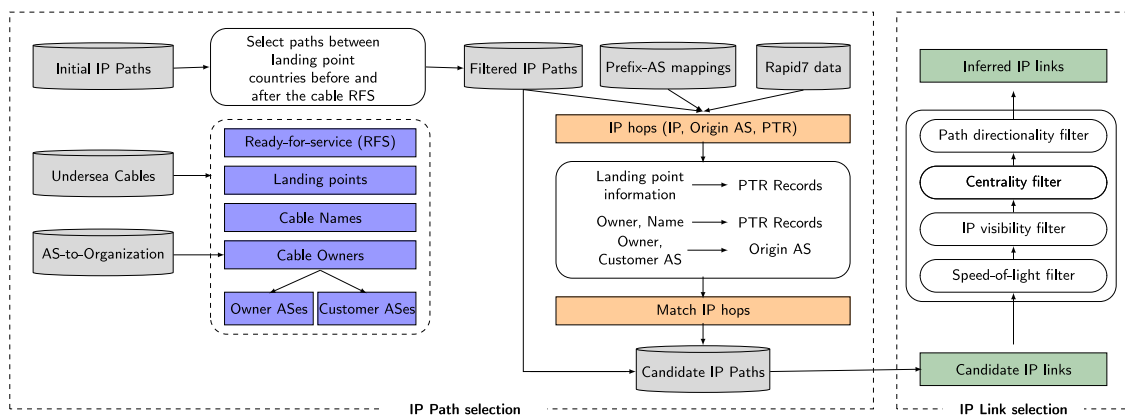 Initial IP Paths
Select paths between
landing point
countries before and
after the cable RFS
Filtered IP Paths
Prefix-AS mappings
Rapid7 data
Undersea Cables
AS-to-Organization
Ready-for-service (RFS)
Landing points
Cable Names
Cable Owners
Owner ASes
Customer ASes
IP hops (IP, Origin AS, PTR)
Landing point
information
PTR Records
Owner, Name
PTR Records
Owner,
Customer AS
Origin AS
Match IP hops
Candidate IP Paths
IP Path selection
Inferred IP links
Path directionality filter
Centrality filter
IP visibility filter
Speed-of-light filter
Candidate IP links
IP Link selection